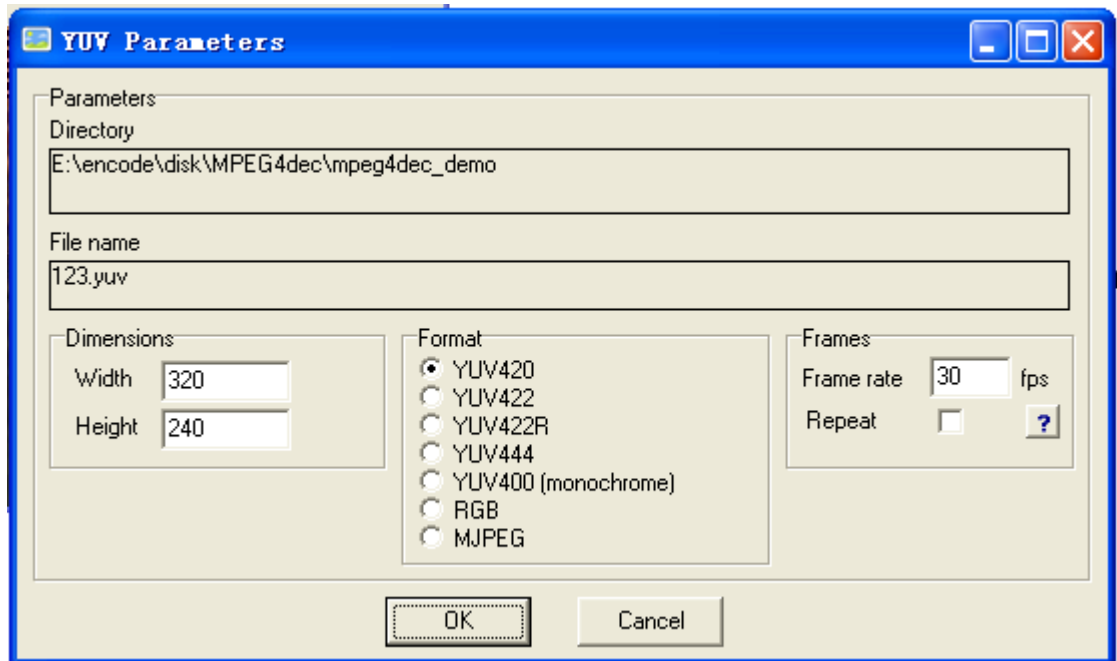 YUV Parameters
Parameters
Directory
E:\encode\disk\MPEG4dec\mpeg4dec_demo
File name
123.yuv
Dimensions
Width 320
Height 240
Format
YUV420
YUV422
YUV422R
YUV444
YUV400 (monochrome)
RGB
MJPEG
Frames
Frame rate 30 fps
Repeat ?
OK Cancel